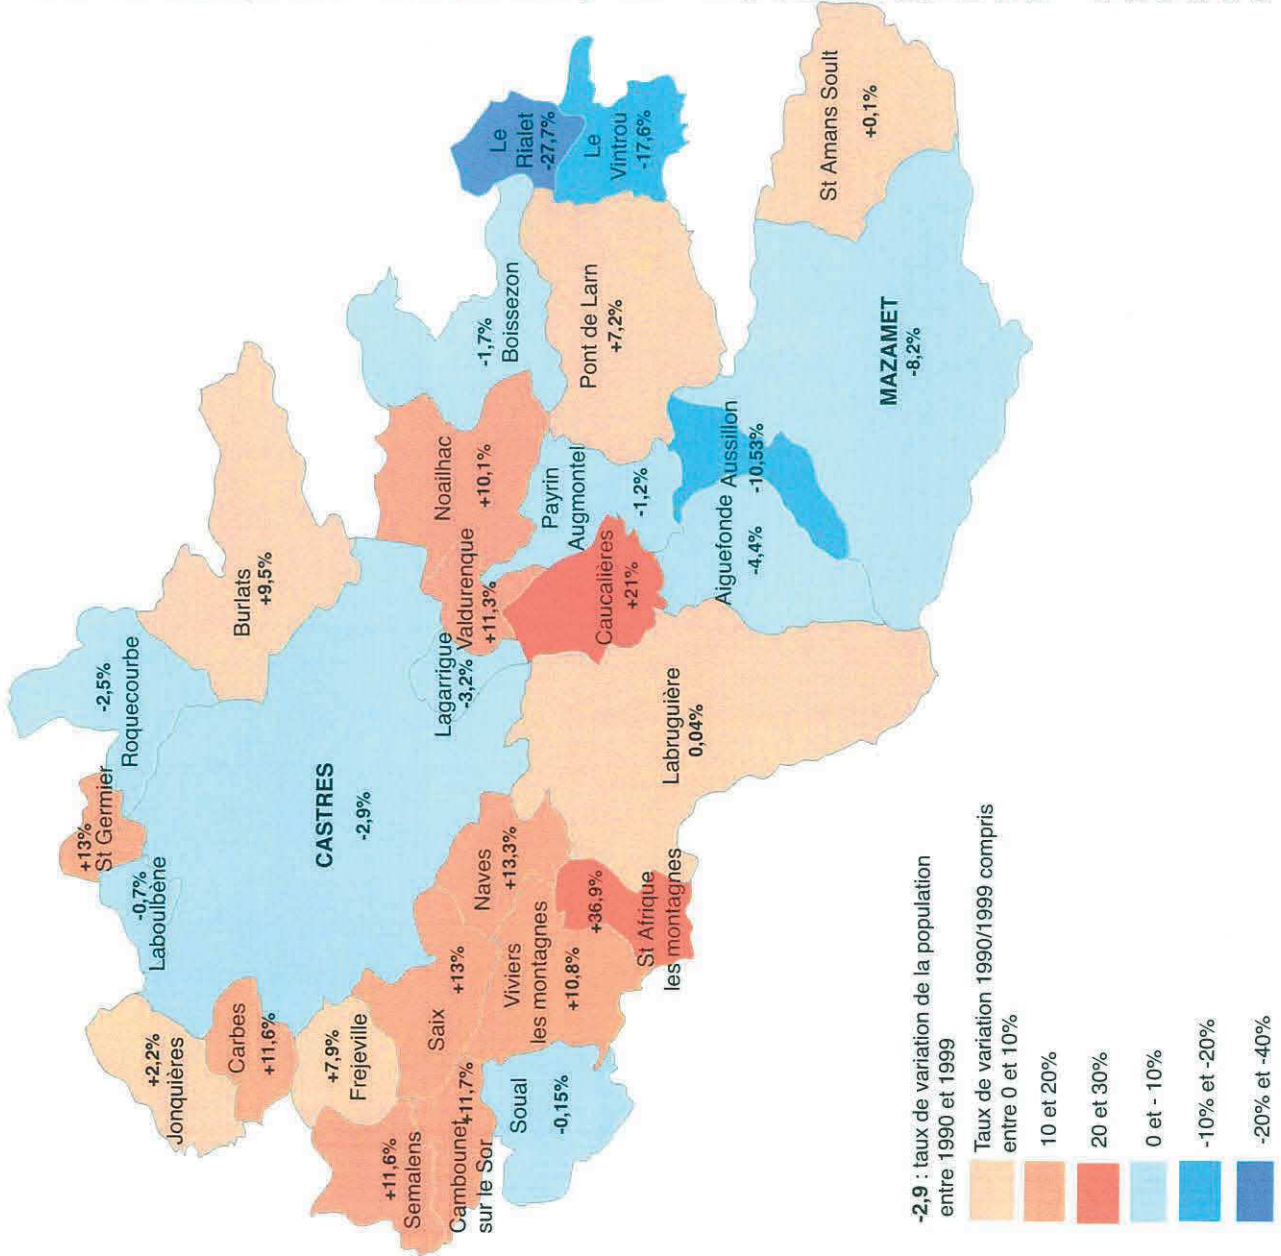 Le
Rialet
-27,7%
Le
Vintrou
-17,6%
St Amans Soult
+0,1%
-1,7%
Boissezon
Pont de Larn
+7,2%
MAZAMET
-8,2%
Noailhac
+10,1%
Payrin
Augmontel
-1,2%
Aussillon
-10,53%
Aiguefonde
-4,4%
Burlats
+9,5%
Valdurenque
+11,3%
Caucalières
+21%
-2,5%
Roquecourbe
Lagarrigue
-3,2%
Labruguière
0,04%
+13%
St Germier
CASTRES
-2,9%
-0,7%
Laboulbène
Naves
+13,3%
+36,9%
St Afrique
les montagnes
Saix
+13%
Viviers
les montagnes
+10,8%
+2,2%
Jonquières
Carbes
+11,6%
+7,9%
Frejeville
+11,6%
Semalens
Cambounet
sur le Sor
+11,7%
Soual
-0,15%
-2,9 : taux de variation de la population
entre 1990 et 1999
Taux de variation 1990/1999 compris
entre 0 et 10%
10 et 20%
20 et 30%
0 et - 10%
-10% et -20%
-20% et -40%